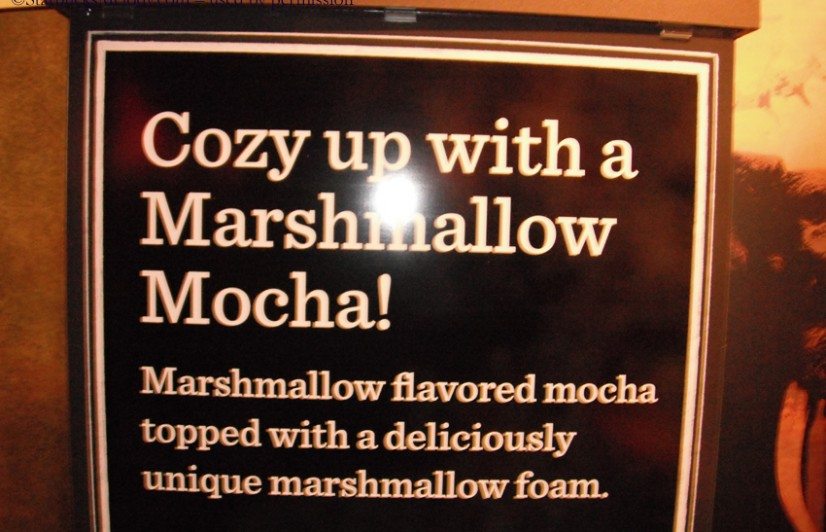 Cozy up with a
Marshmallow
Mocha!
Marshmallow flavored mocha
topped with a deliciously
unique marshmallow foam.